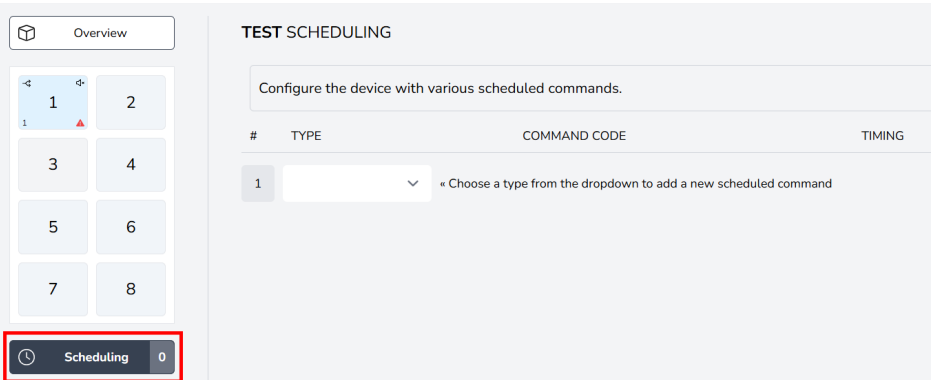 Overview
1
1
2
3
4
5
6
7
8
Scheduling 0
TEST SCHEDULING
Configure the device with various scheduled commands.
# TYPE COMMAND CODE TIMING
1 « Choose a type from the dropdown to add a new scheduled command